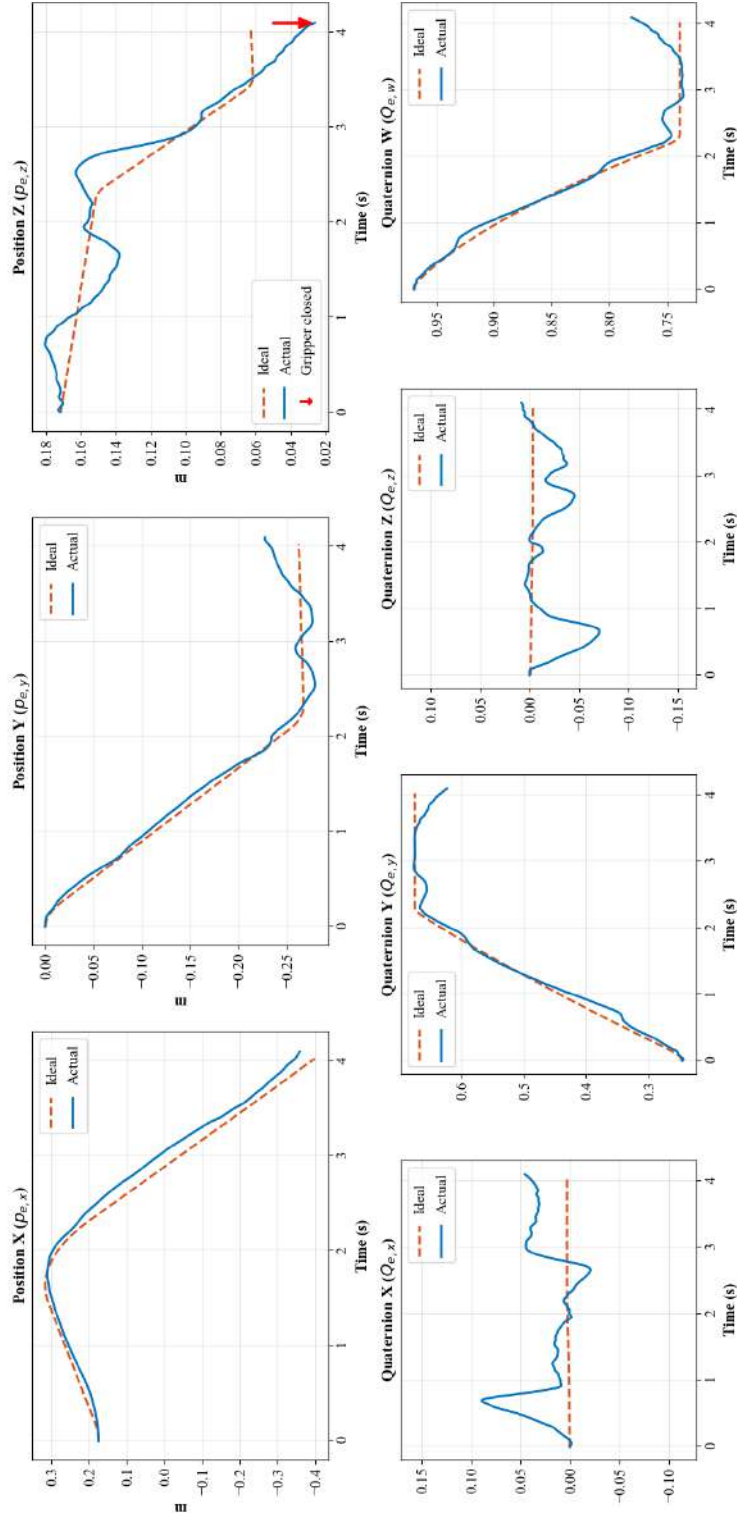 Position X (p_e,x)
m
0.3
0.2
0.1
0.0
−0.1
−0.2
−0.3
−0.4
0 1 2 3 4
Time (s)
Ideal
Actual
Position Y (p_e,y)
m
0.00
−0.05
−0.10
−0.15
−0.20
−0.25
0 1 2 3 4
Time (s)
Ideal
Actual
Position Z (p_e,z)
m
0.18
0.16
0.14
0.12
0.10
0.08
0.06
0.04
0.02
0 1 2 3 4
Time (s)
Ideal
Actual
Gripper closed
Quaternion X (Q_e,x)
0.15
0.10
0.05
0.00
−0.05
−0.10
0 1 2 3 4
Time (s)
Ideal
Actual
Quaternion Y (Q_e,y)
0.6
0.5
0.4
0.3
0 1 2 3 4
Time (s)
Ideal
Actual
Quaternion Z (Q_e,z)
0.10
0.05
0.00
−0.05
−0.10
−0.15
0 1 2 3 4
Time (s)
Ideal
Actual
Quaternion W (Q_e,w)
0.95
0.90
0.85
0.80
0.75
0 1 2 3 4
Time (s)
Ideal
Actual